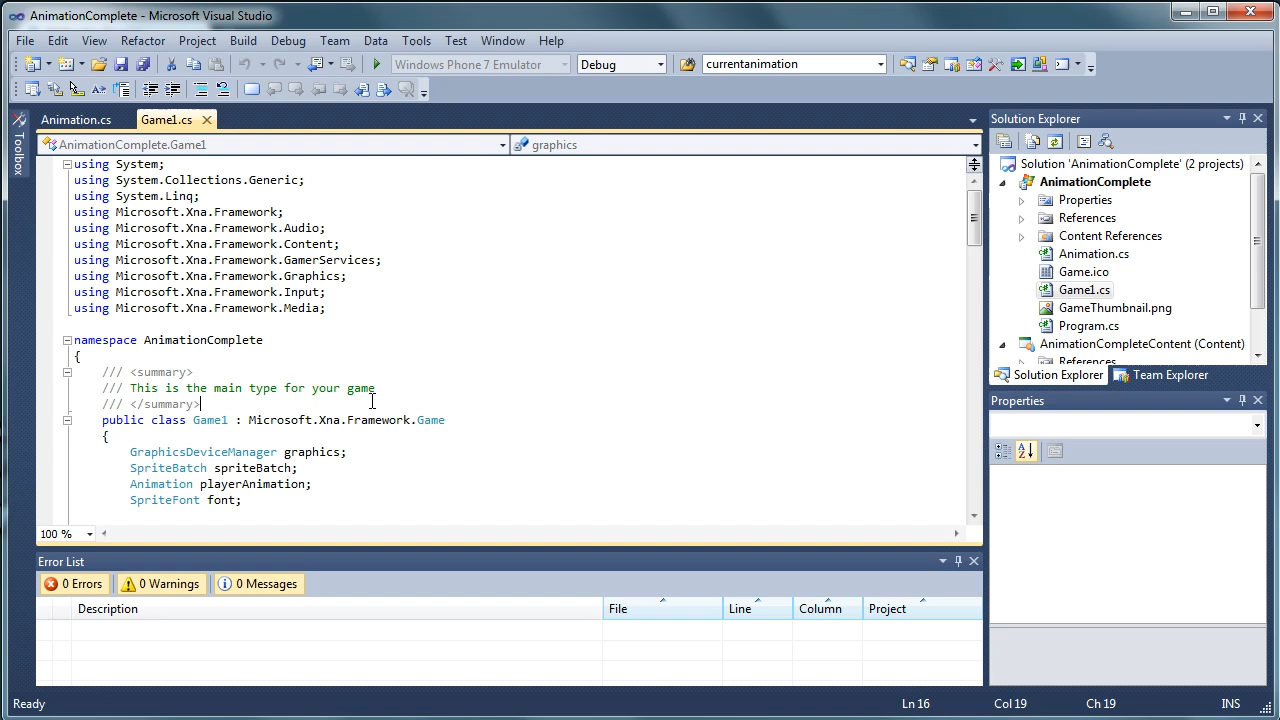 AnimationComplete - Microsoft Visual Studio
File Edit View Refactor Project Build Debug Team Data Tools Test Window Help
Windows Phone 7 Emulator Debug currentanimation
Toolbox
Animation.cs Game1.cs
AnimationComplete.Game1 graphics
using System;
using System.Collections.Generic;
using System.Linq;
using Microsoft.Xna.Framework;
using Microsoft.Xna.Framework.Audio;
using Microsoft.Xna.Framework.Content;
using Microsoft.Xna.Framework.GamerServices;
using Microsoft.Xna.Framework.Graphics;
using Microsoft.Xna.Framework.Input;
using Microsoft.Xna.Framework.Media;
namespace AnimationComplete
{
/// <summary>
/// This is the main type for your game
/// </summary>
public class Game1 : Microsoft.Xna.Framework.Game
{
GraphicsDeviceManager graphics;
SpriteBatch spriteBatch;
Animation playerAnimation;
SpriteFont font;
100 %
Solution Explorer
Solution 'AnimationComplete' (2 projects)
AnimationComplete
Properties
References
Content References
Animation.cs
Game.ico
Game1.cs
GameThumbnail.png
Program.cs
AnimationCompleteContent (Content)
References
Solution Explorer Team Explorer
Properties
Error List
0 Errors 0 Warnings 0 Messages
Description File Line Column Project
Ready Ln 16 Col 19 Ch 19 INS